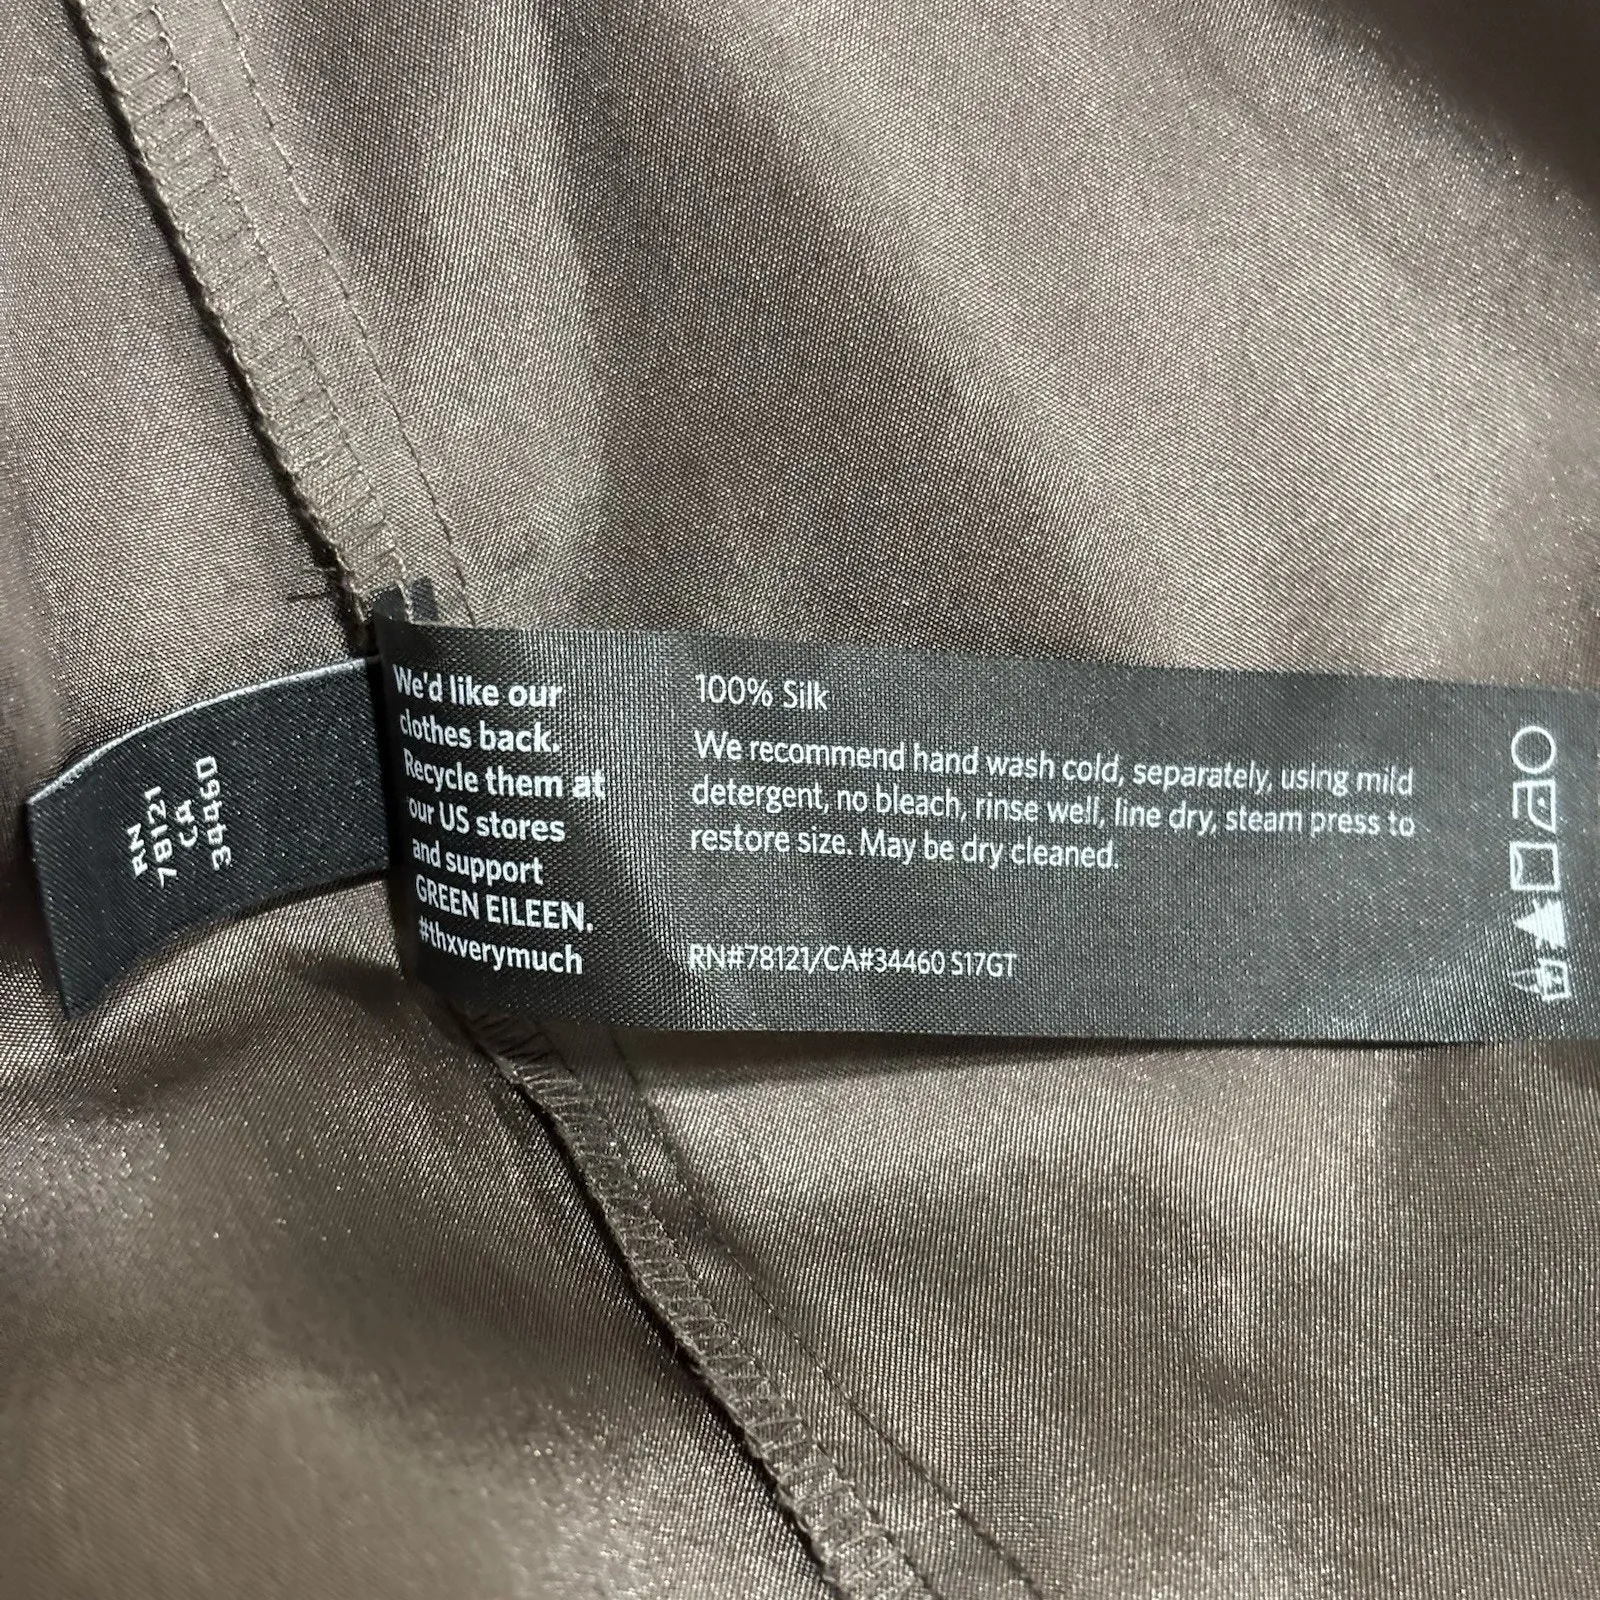 RN
78121
CA
34460
We'd like our
clothes back.
Recycle them at
our US stores
and support
GREEN EILEEN.
#thxverymuch
100% Silk
We recommend hand wash cold, separately, using mild
detergent, no bleach, rinse well, line dry, steam press to
restore size. May be dry cleaned.
RN#78121/CA#34460 S17GT